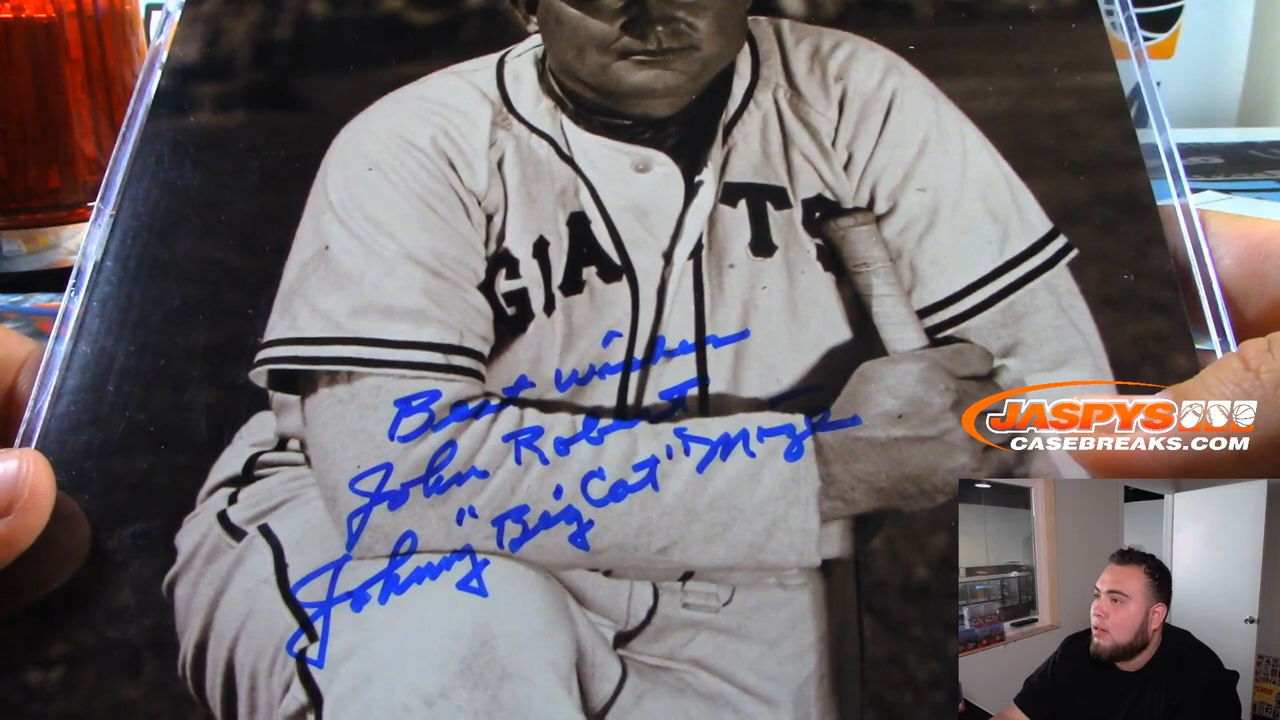 GIANTS
Best wishes
John Robert
Johnny "Big Cat" Mize
JASPYS
CASEBREAKS.COM